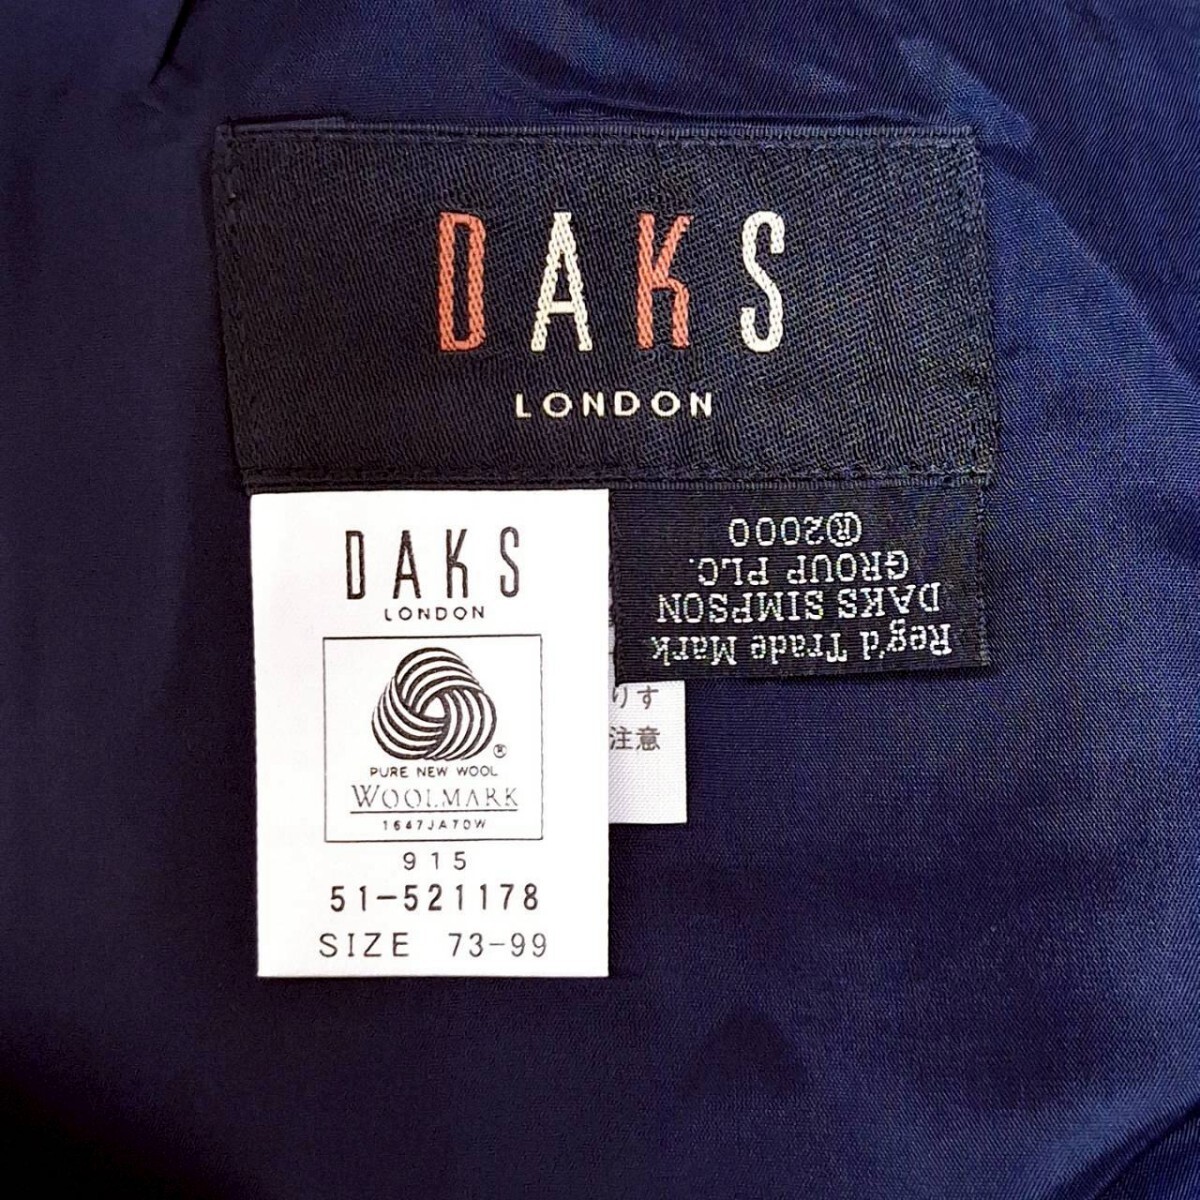 DAKS
LONDON
DAKS
LONDON
®
PURE NEW WOOL
WOOLMARK
1647JA70W
915
51-521178
SIZE 73-99
Reg'd Trade Mark
DAKS SIMPSON
GROUP PLC.
®2000
りす
注意